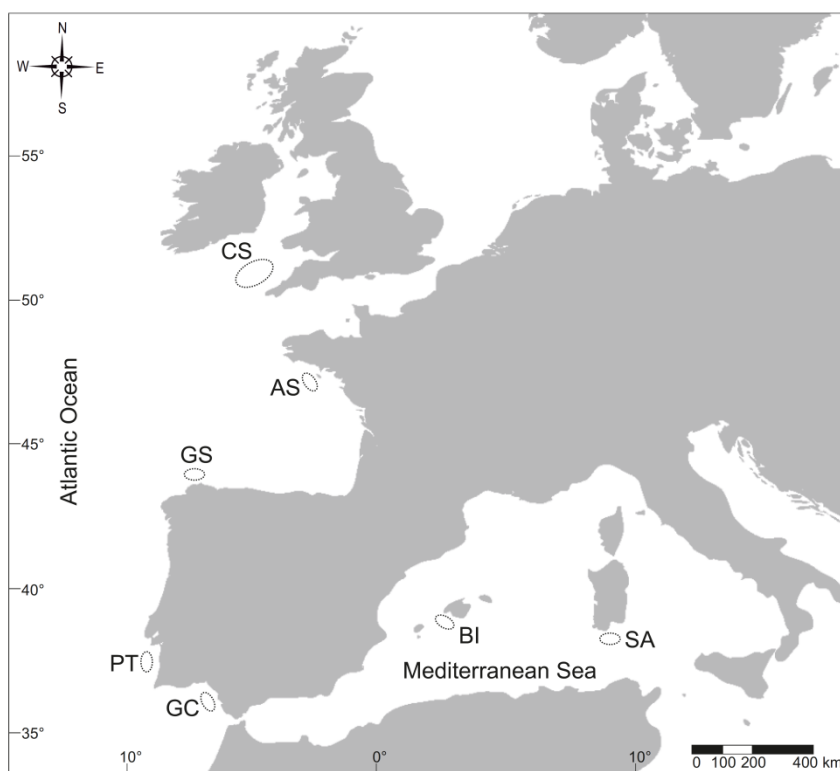 N
W E
S
55°
CS
50°
AS
Atlantic Ocean
45°
GS
40°
BI
SA
PT
Mediterranean Sea
GC
35°
10° 0° 10°
0 100 200 400 km